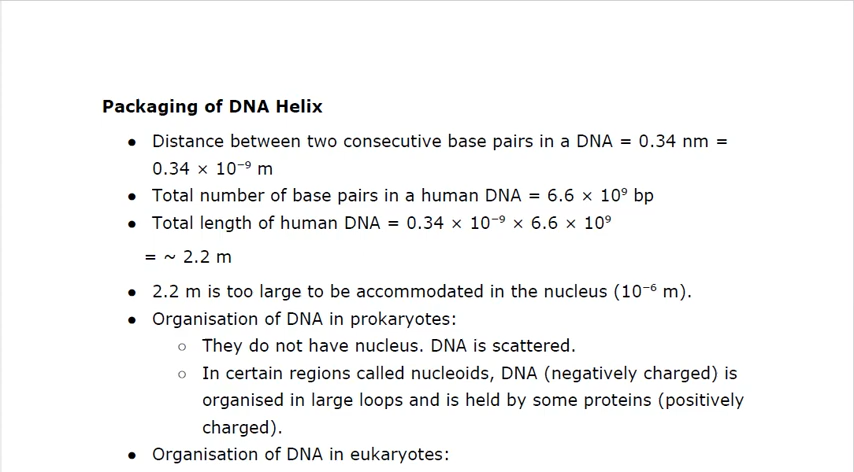 Packaging of DNA Helix
● Distance between two consecutive base pairs in a DNA = 0.34 nm =
0.34 × 10⁻⁹ m
● Total number of base pairs in a human DNA = 6.6 × 10⁹ bp
● Total length of human DNA = 0.34 × 10⁻⁹ × 6.6 × 10⁹
= ~ 2.2 m
● 2.2 m is too large to be accommodated in the nucleus (10⁻⁶ m).
● Organisation of DNA in prokaryotes:
○ They do not have nucleus. DNA is scattered.
○ In certain regions called nucleoids, DNA (negatively charged) is
organised in large loops and is held by some proteins (positively
charged).
● Organisation of DNA in eukaryotes: